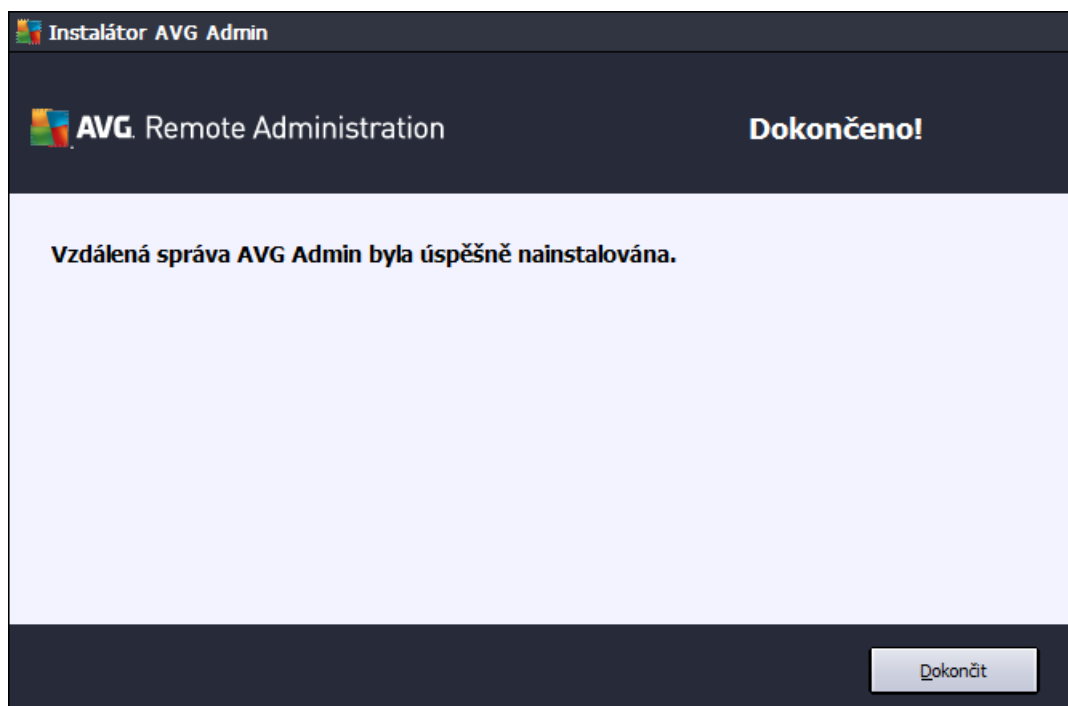 Instalátor AVG Admin
AVG. Remote Administration
Dokončeno!
Vzdálená správa AVG Admin byla úspěšně nainstalována.
Dokončit